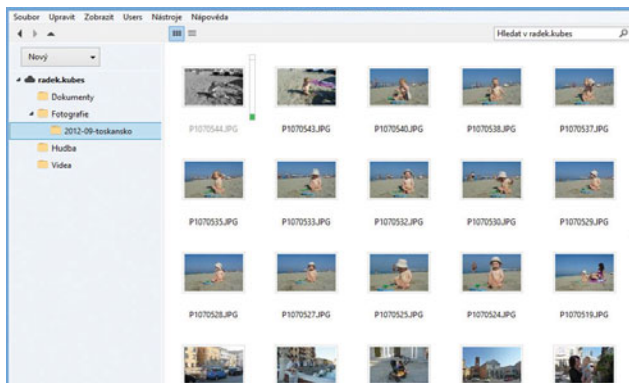 Soubor Upravit Zobrazit Users Nástroje Nápověda
Hledat v radek.kubes
Nový
radek.kubes
Dokumenty
Fotografie
2012-09-toskansko
Hudba
Videa
P1070544.JPG P1070543.JPG P1070540.JPG P1070538.JPG P1070537.JPG
P1070535.JPG P1070533.JPG P1070532.JPG P1070530.JPG P1070529.JPG
P1070528.JPG P1070527.JPG P1070525.JPG P1070524.JPG P1070519.JPG